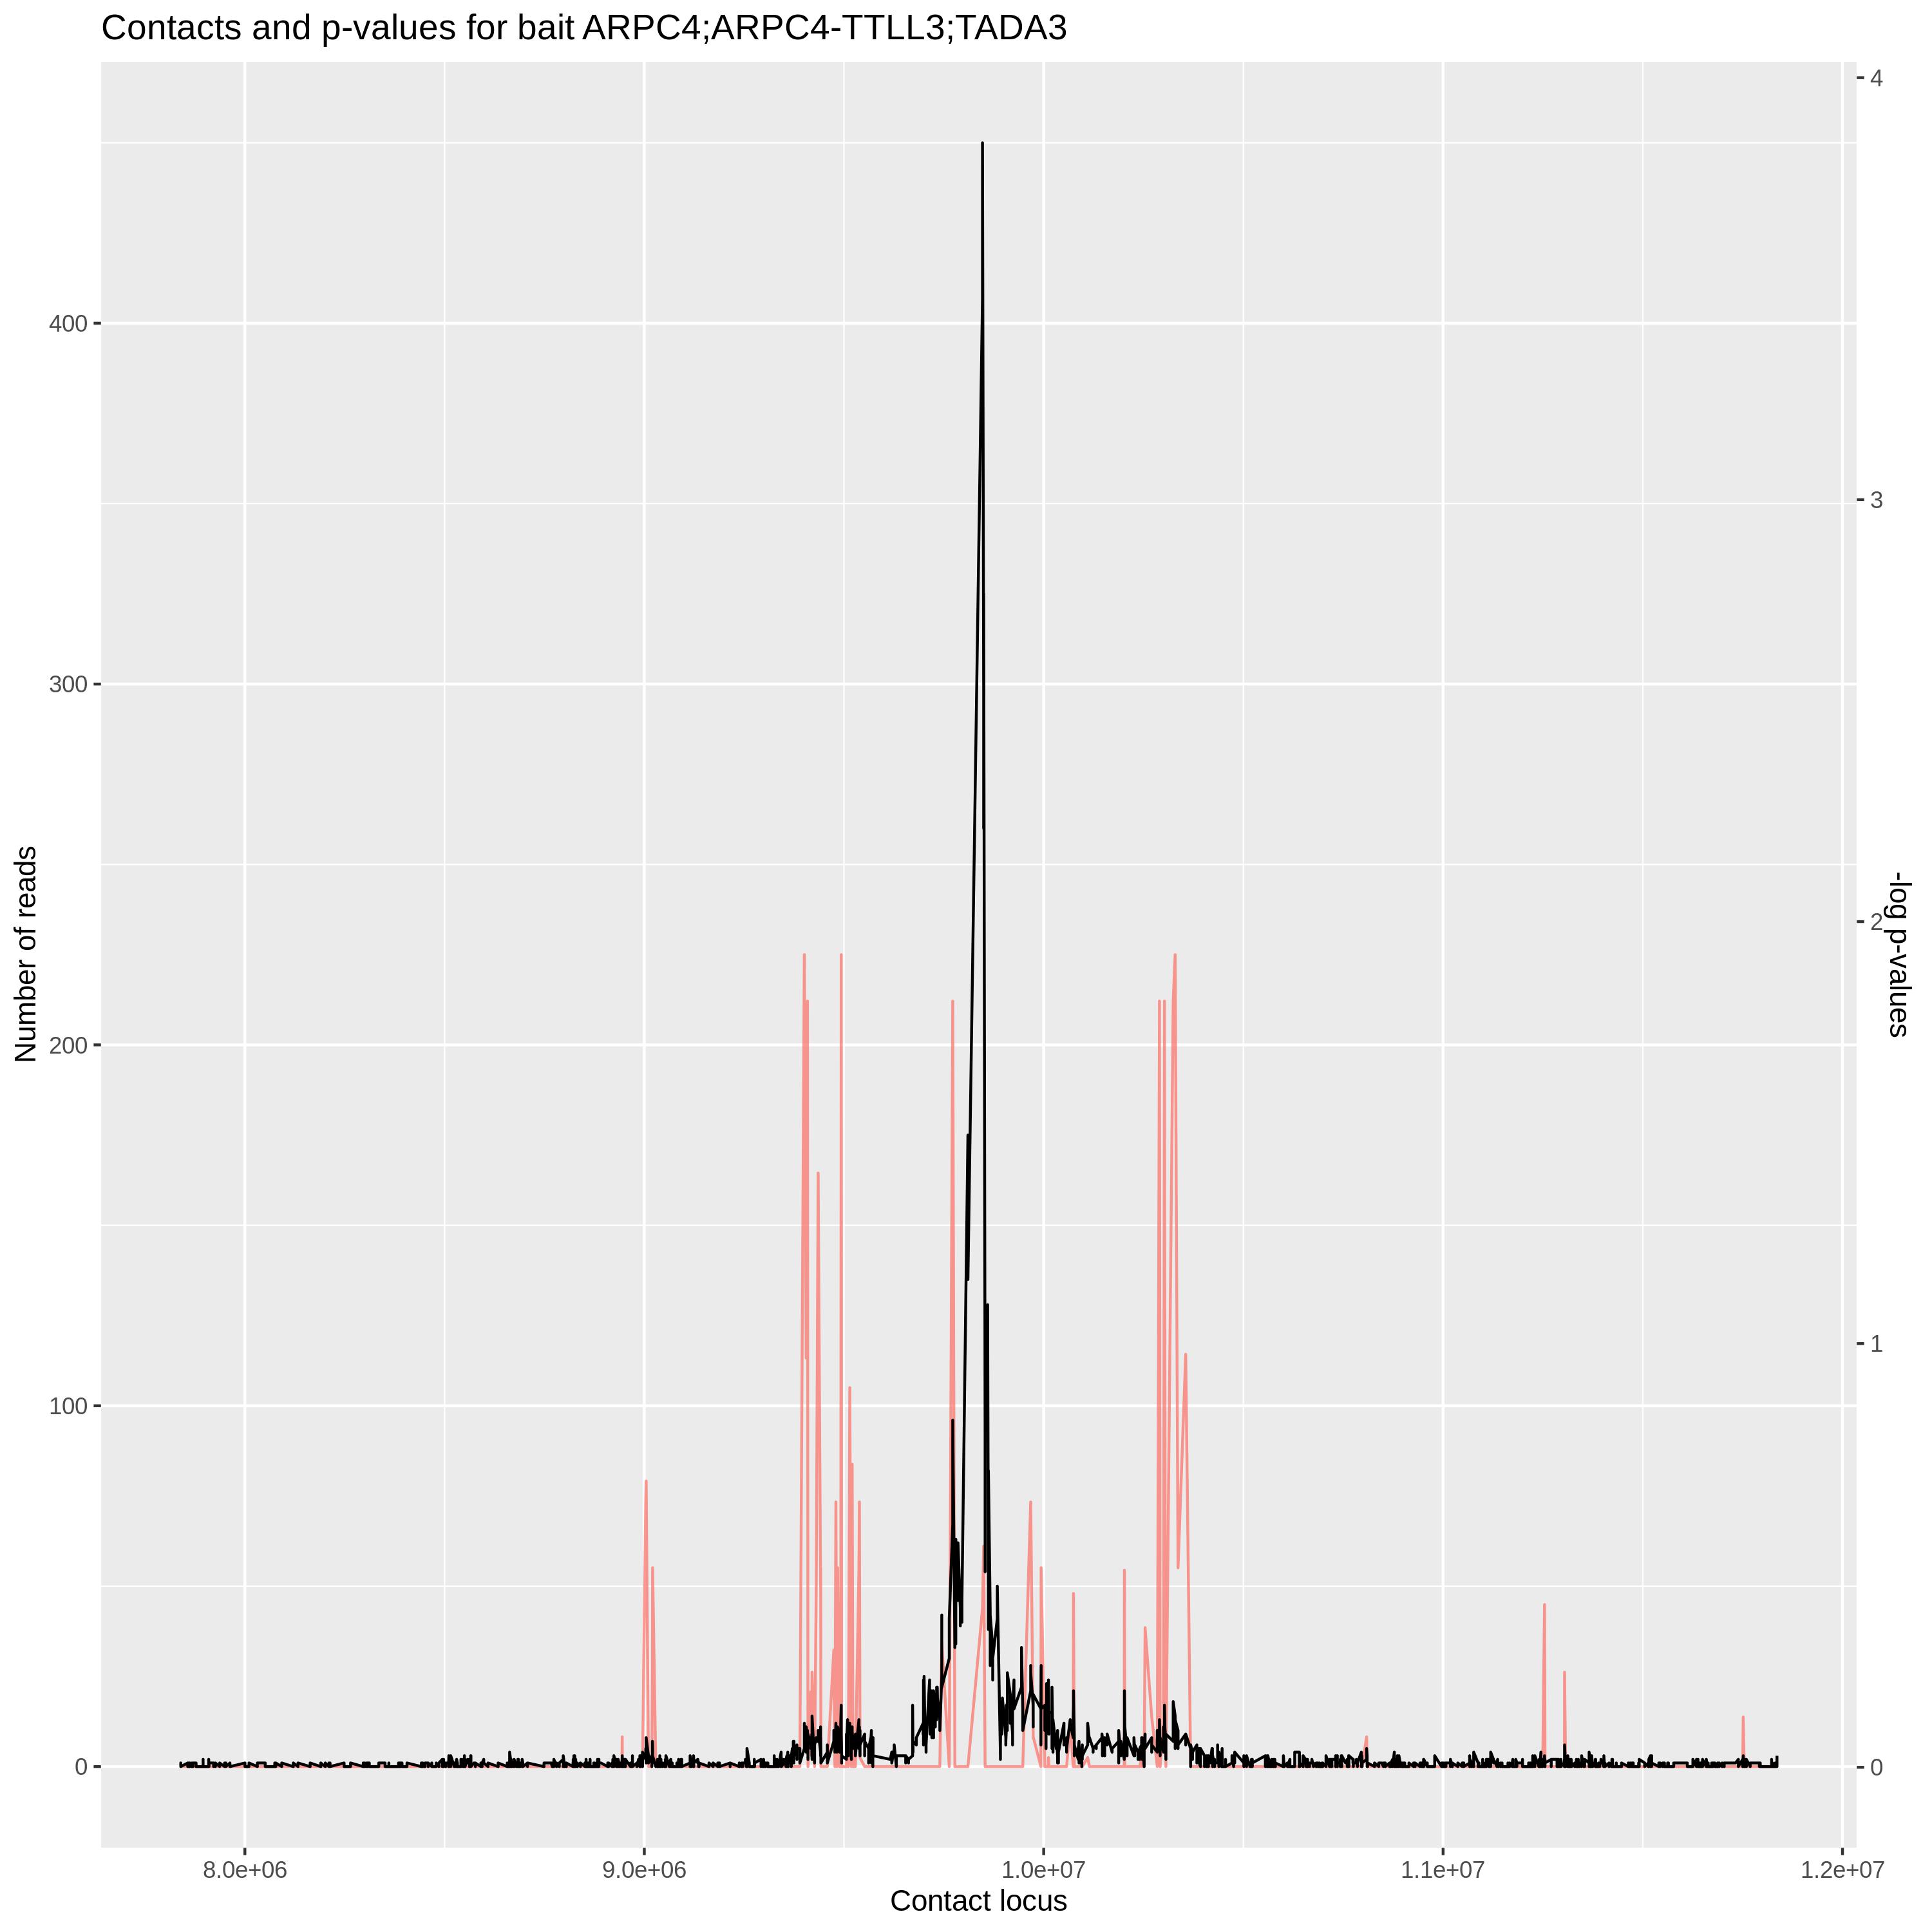 Contacts and p-values for bait ARPC4;ARPC4-TTLL3;TADA3
Number of reads
400
300
200
100
0
4
3
2
1
0
-log p-values
8.0e+06 9.0e+06 1.0e+07 1.1e+07 1.2e+07
Contact locus